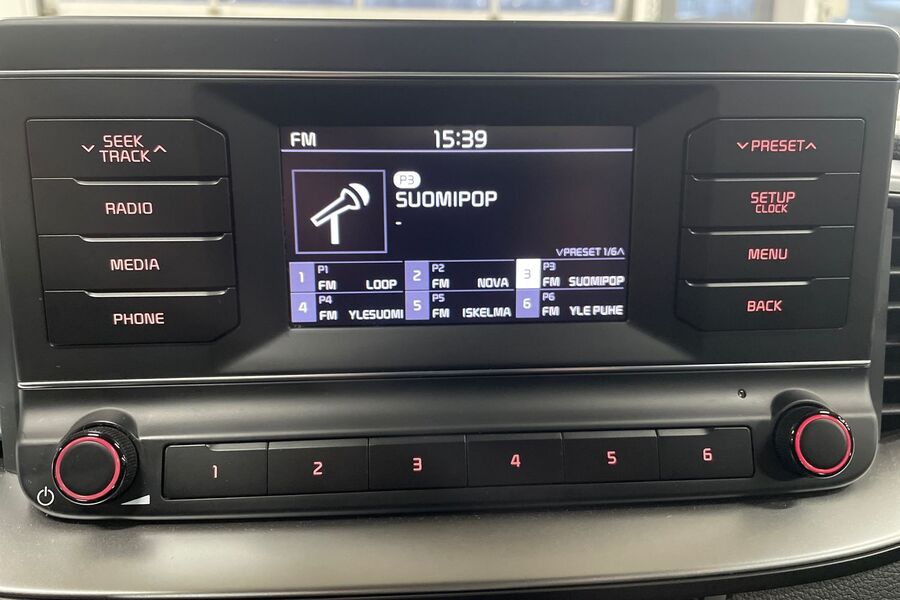 SEEK
TRACK
RADIO
MEDIA
PHONE
FM 15:39
P3
SUOMIPOP
-
PRESET 1/6
1 P1 FM LOOP
2 P2 FM NOVA
3 P3 FM SUOMIPOP
4 P4 FM YLESUOMI
5 P5 FM ISKELMA
6 P6 FM YLE PUHE
PRESET
SETUP
CLOCK
MENU
BACK
1 2 3 4 5 6